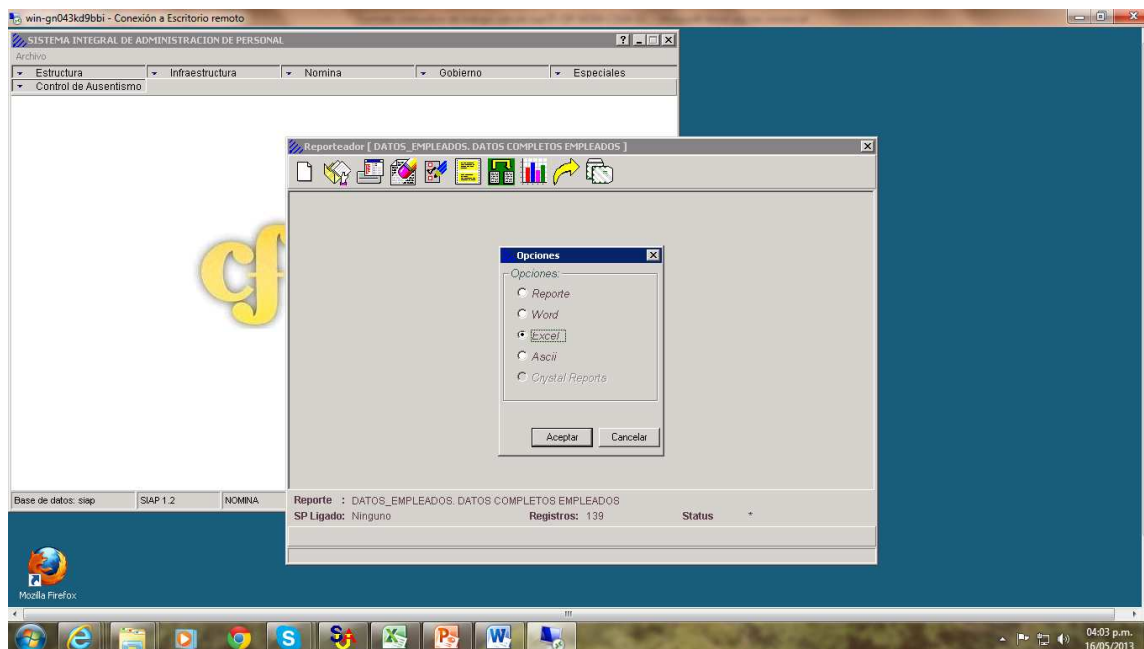 win-gn043kd9bbi - Conexión a Escritorio remoto
SISTEMA INTEGRAL DE ADMINISTRACION DE PERSONAL
Archivo
Estructura Infraestructura Nomina Gobierno Especiales
Control de Ausentismo
Reporteador [ DATOS_EMPLEADOS. DATOS COMPLETOS EMPLEADOS ]
cf
Opciones
Opciones:
Reporte
Word
Excel
Ascii
Crystal Reports
Aceptar Cancelar
Base de datos: siap SIAP 1.2 NOMINA
Reporte : DATOS_EMPLEADOS. DATOS COMPLETOS EMPLEADOS
SP Ligado: Ninguno Registros: 139 Status *
Mozilla Firefox
04:03 p.m.
16/05/2013